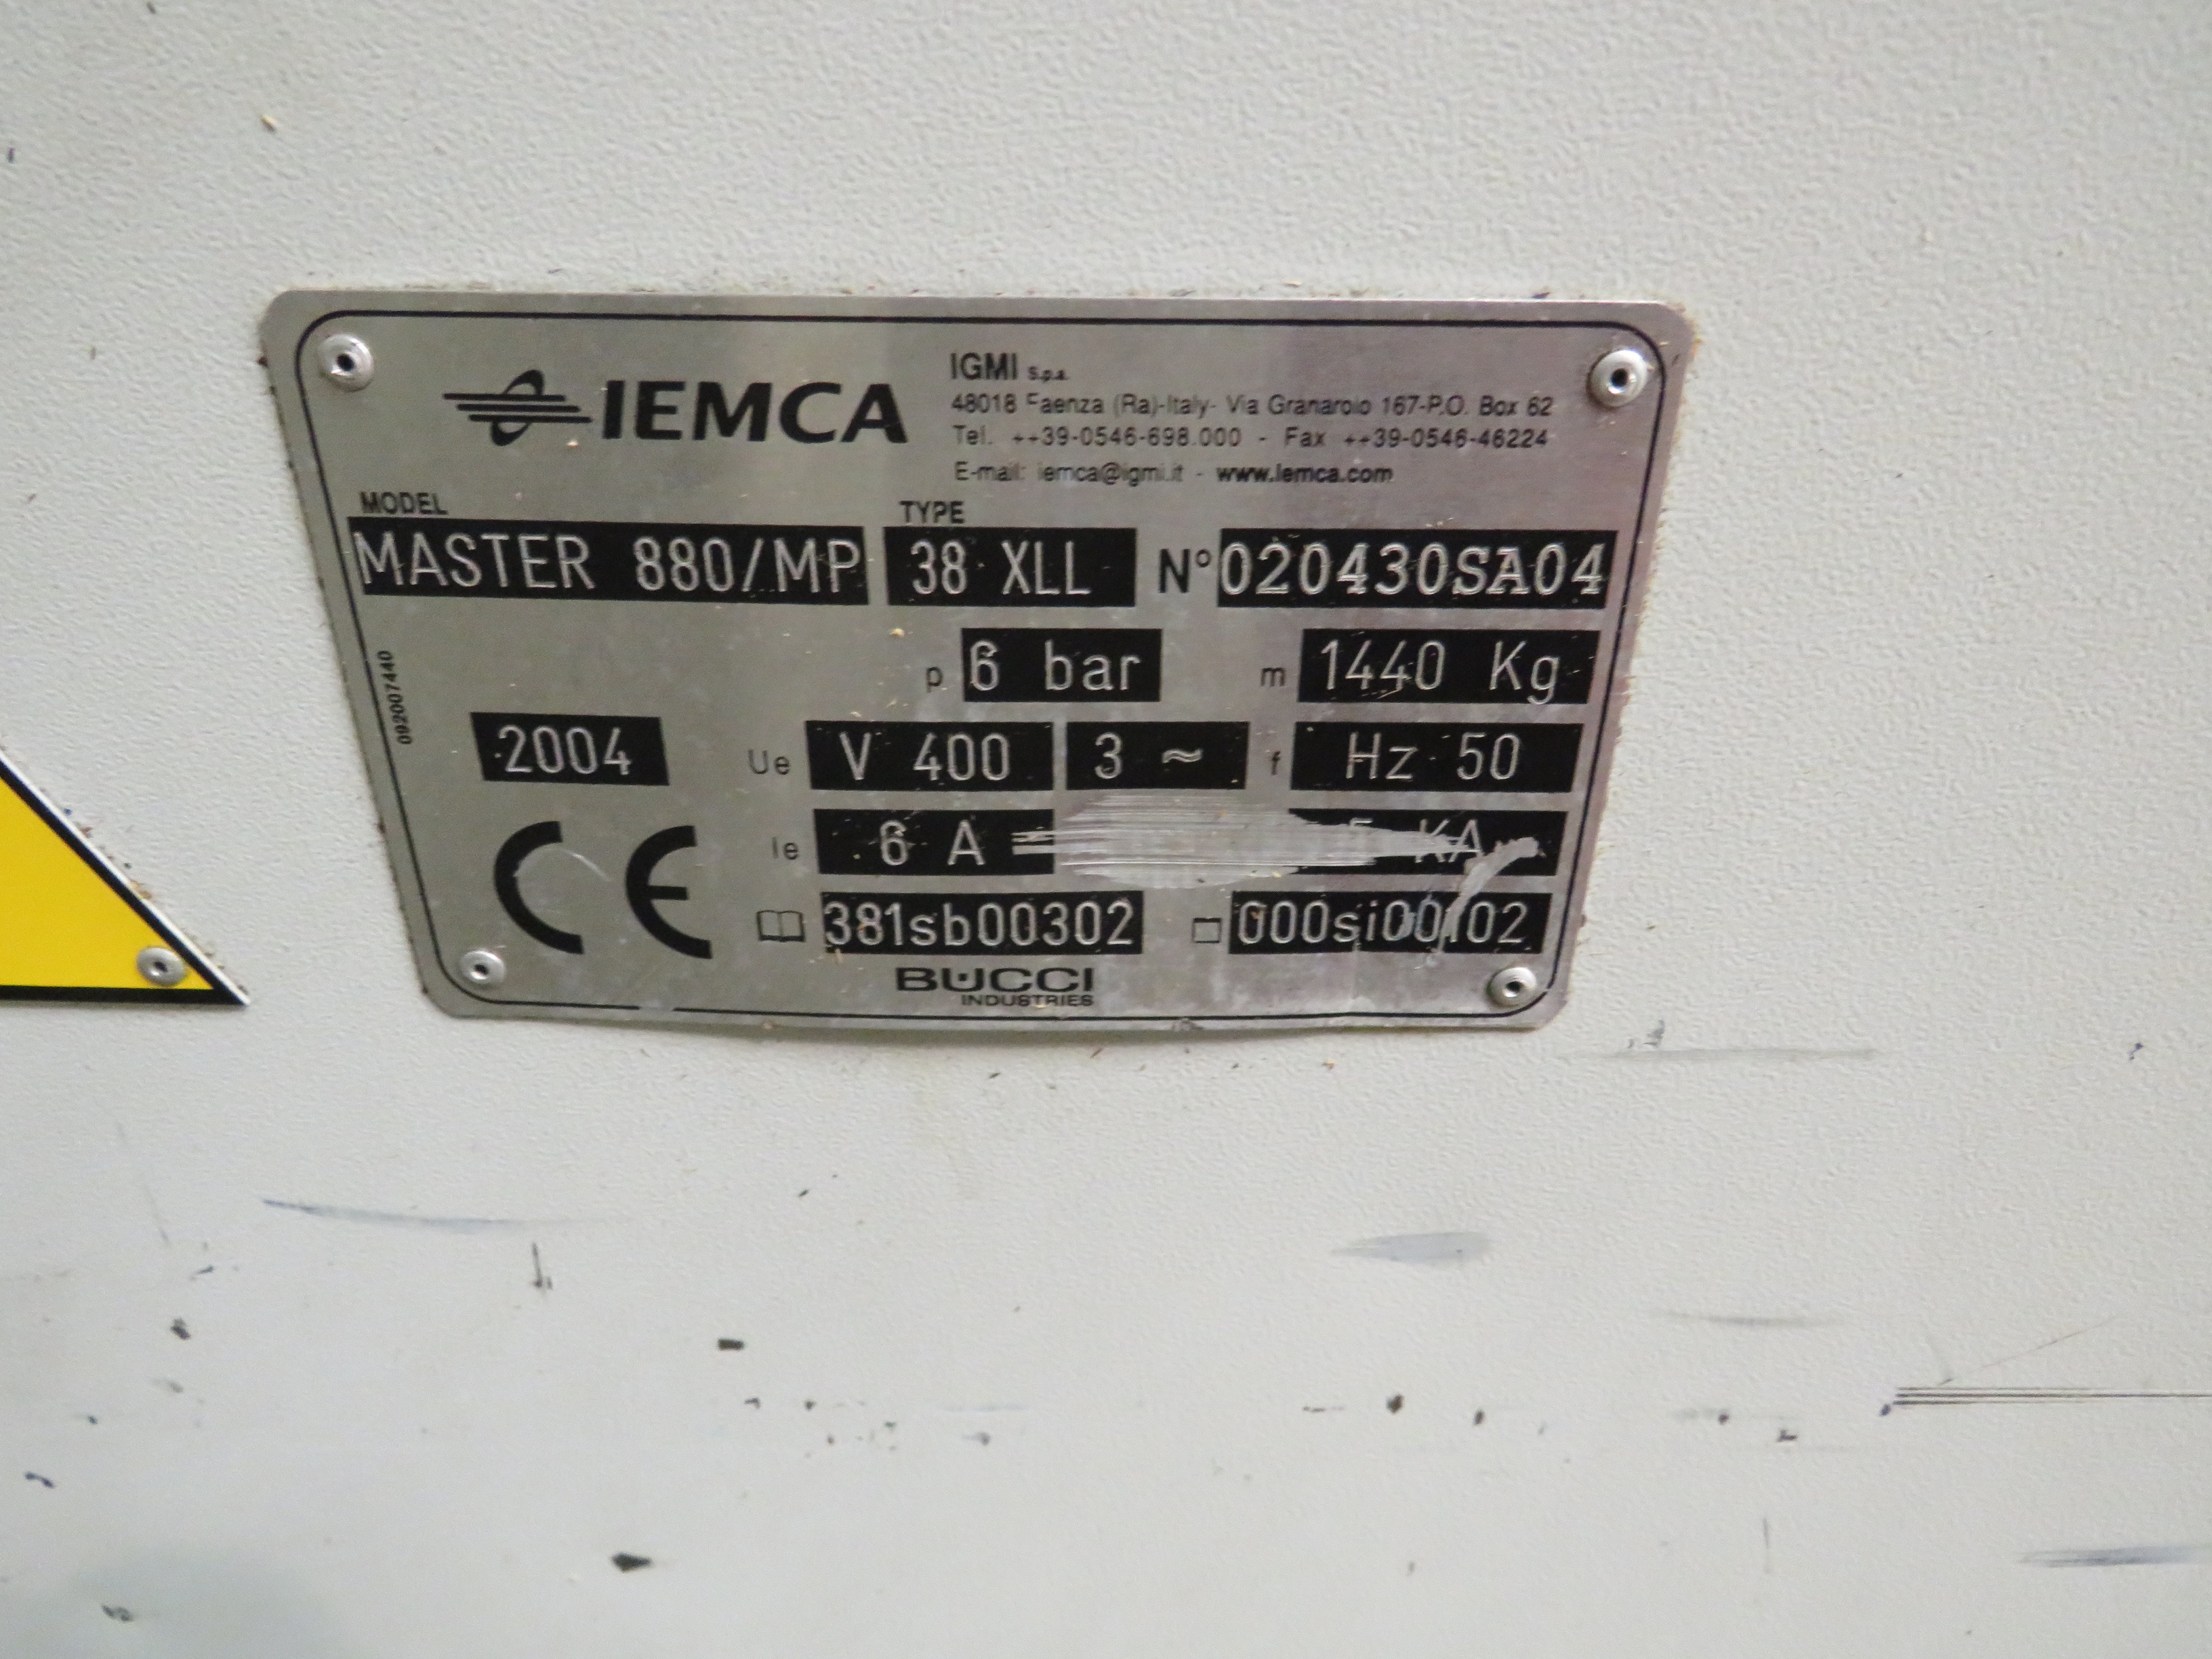 IEMCA
IGMI S.p.a.
48018 Faenza (Ra)-Italy- Via Granarolo 167-P.O. Box 62
Tel. ++39-0546-698.000 - Fax ++39-0546-46224
E-mail: iemca@igmi.it - www.iemca.com
MODEL TYPE
MASTER 880/MP 38 XLL N° 020430SA04
p 6 bar m 1440 Kg
092007440
2004 Ue V 400 3 ~ f Hz 50
CE
Ie 6 A KA
381sb00302 000si00102
BUCCI
INDUSTRIES